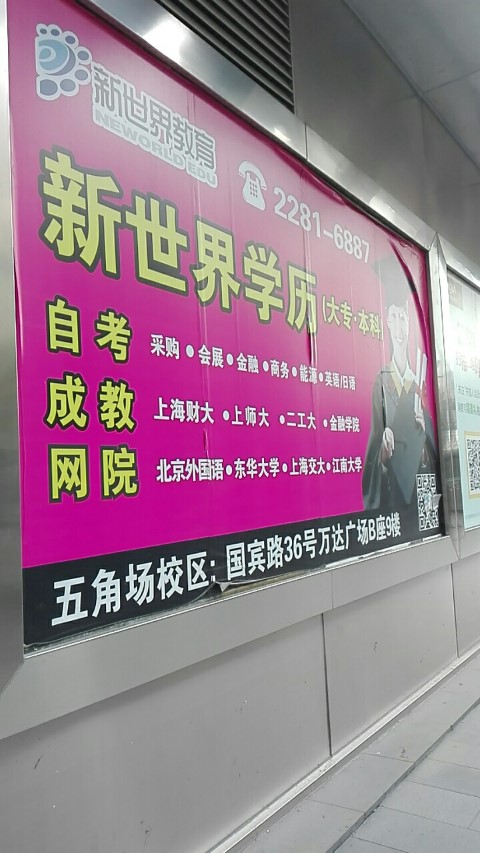 新世界教育
NEWORLD EDU
2281-6887
新世界学历(大专·本科)
自考 采购●会展●金融●商务●能源●英语/日语
成教 上海财大●上师大●二工大●金融学院
网院 北京外国语●东华大学●上海交大●江南大学
五角场校区: 国宾路36号万达广场B座9楼